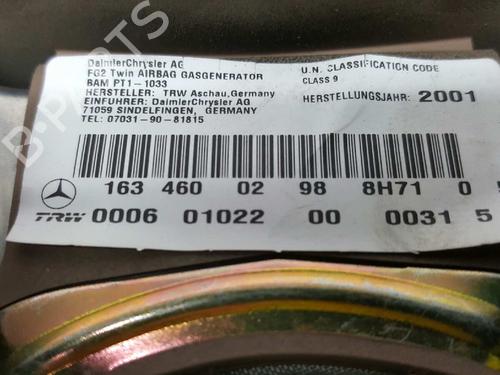 DaimlerChrysler AG
FG2 Twin AIRBAG GASGENERATOR
BAM PT1-1033
HERSTELLER: TRW Aschau,Germany
EINFÜHRER: DaimlerChrysler AG
71059 SINDELFINGEN, GERMANY
TEL: 07031-90-81815
U.N. CLASSIFICATION CODE
CLASS 9
HERSTELLUNGSJAHR: 2001
163 460 02 98 8H71 0
TRW 0006 01022 00 0031 5
B-PARTS